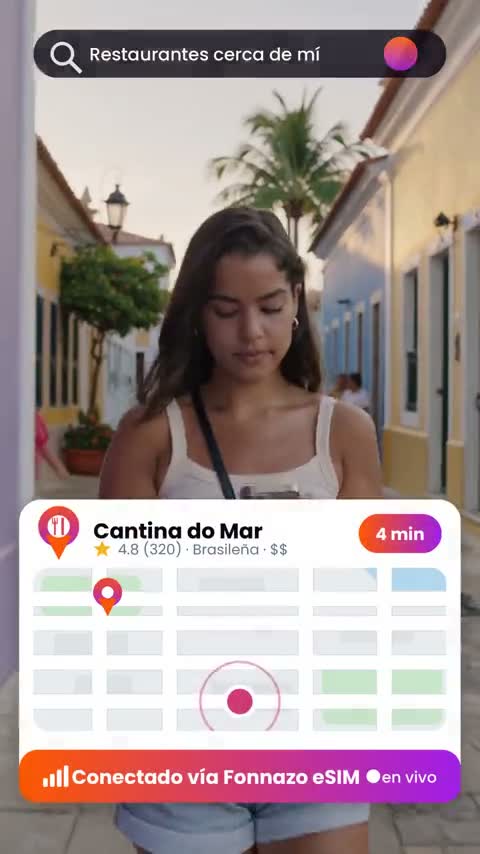 Restaurantes cerca de mí
Cantina do Mar
4 min
4.8 (320) · Brasileña · $$
Conectado vía Fonnazo eSIM
en vivo